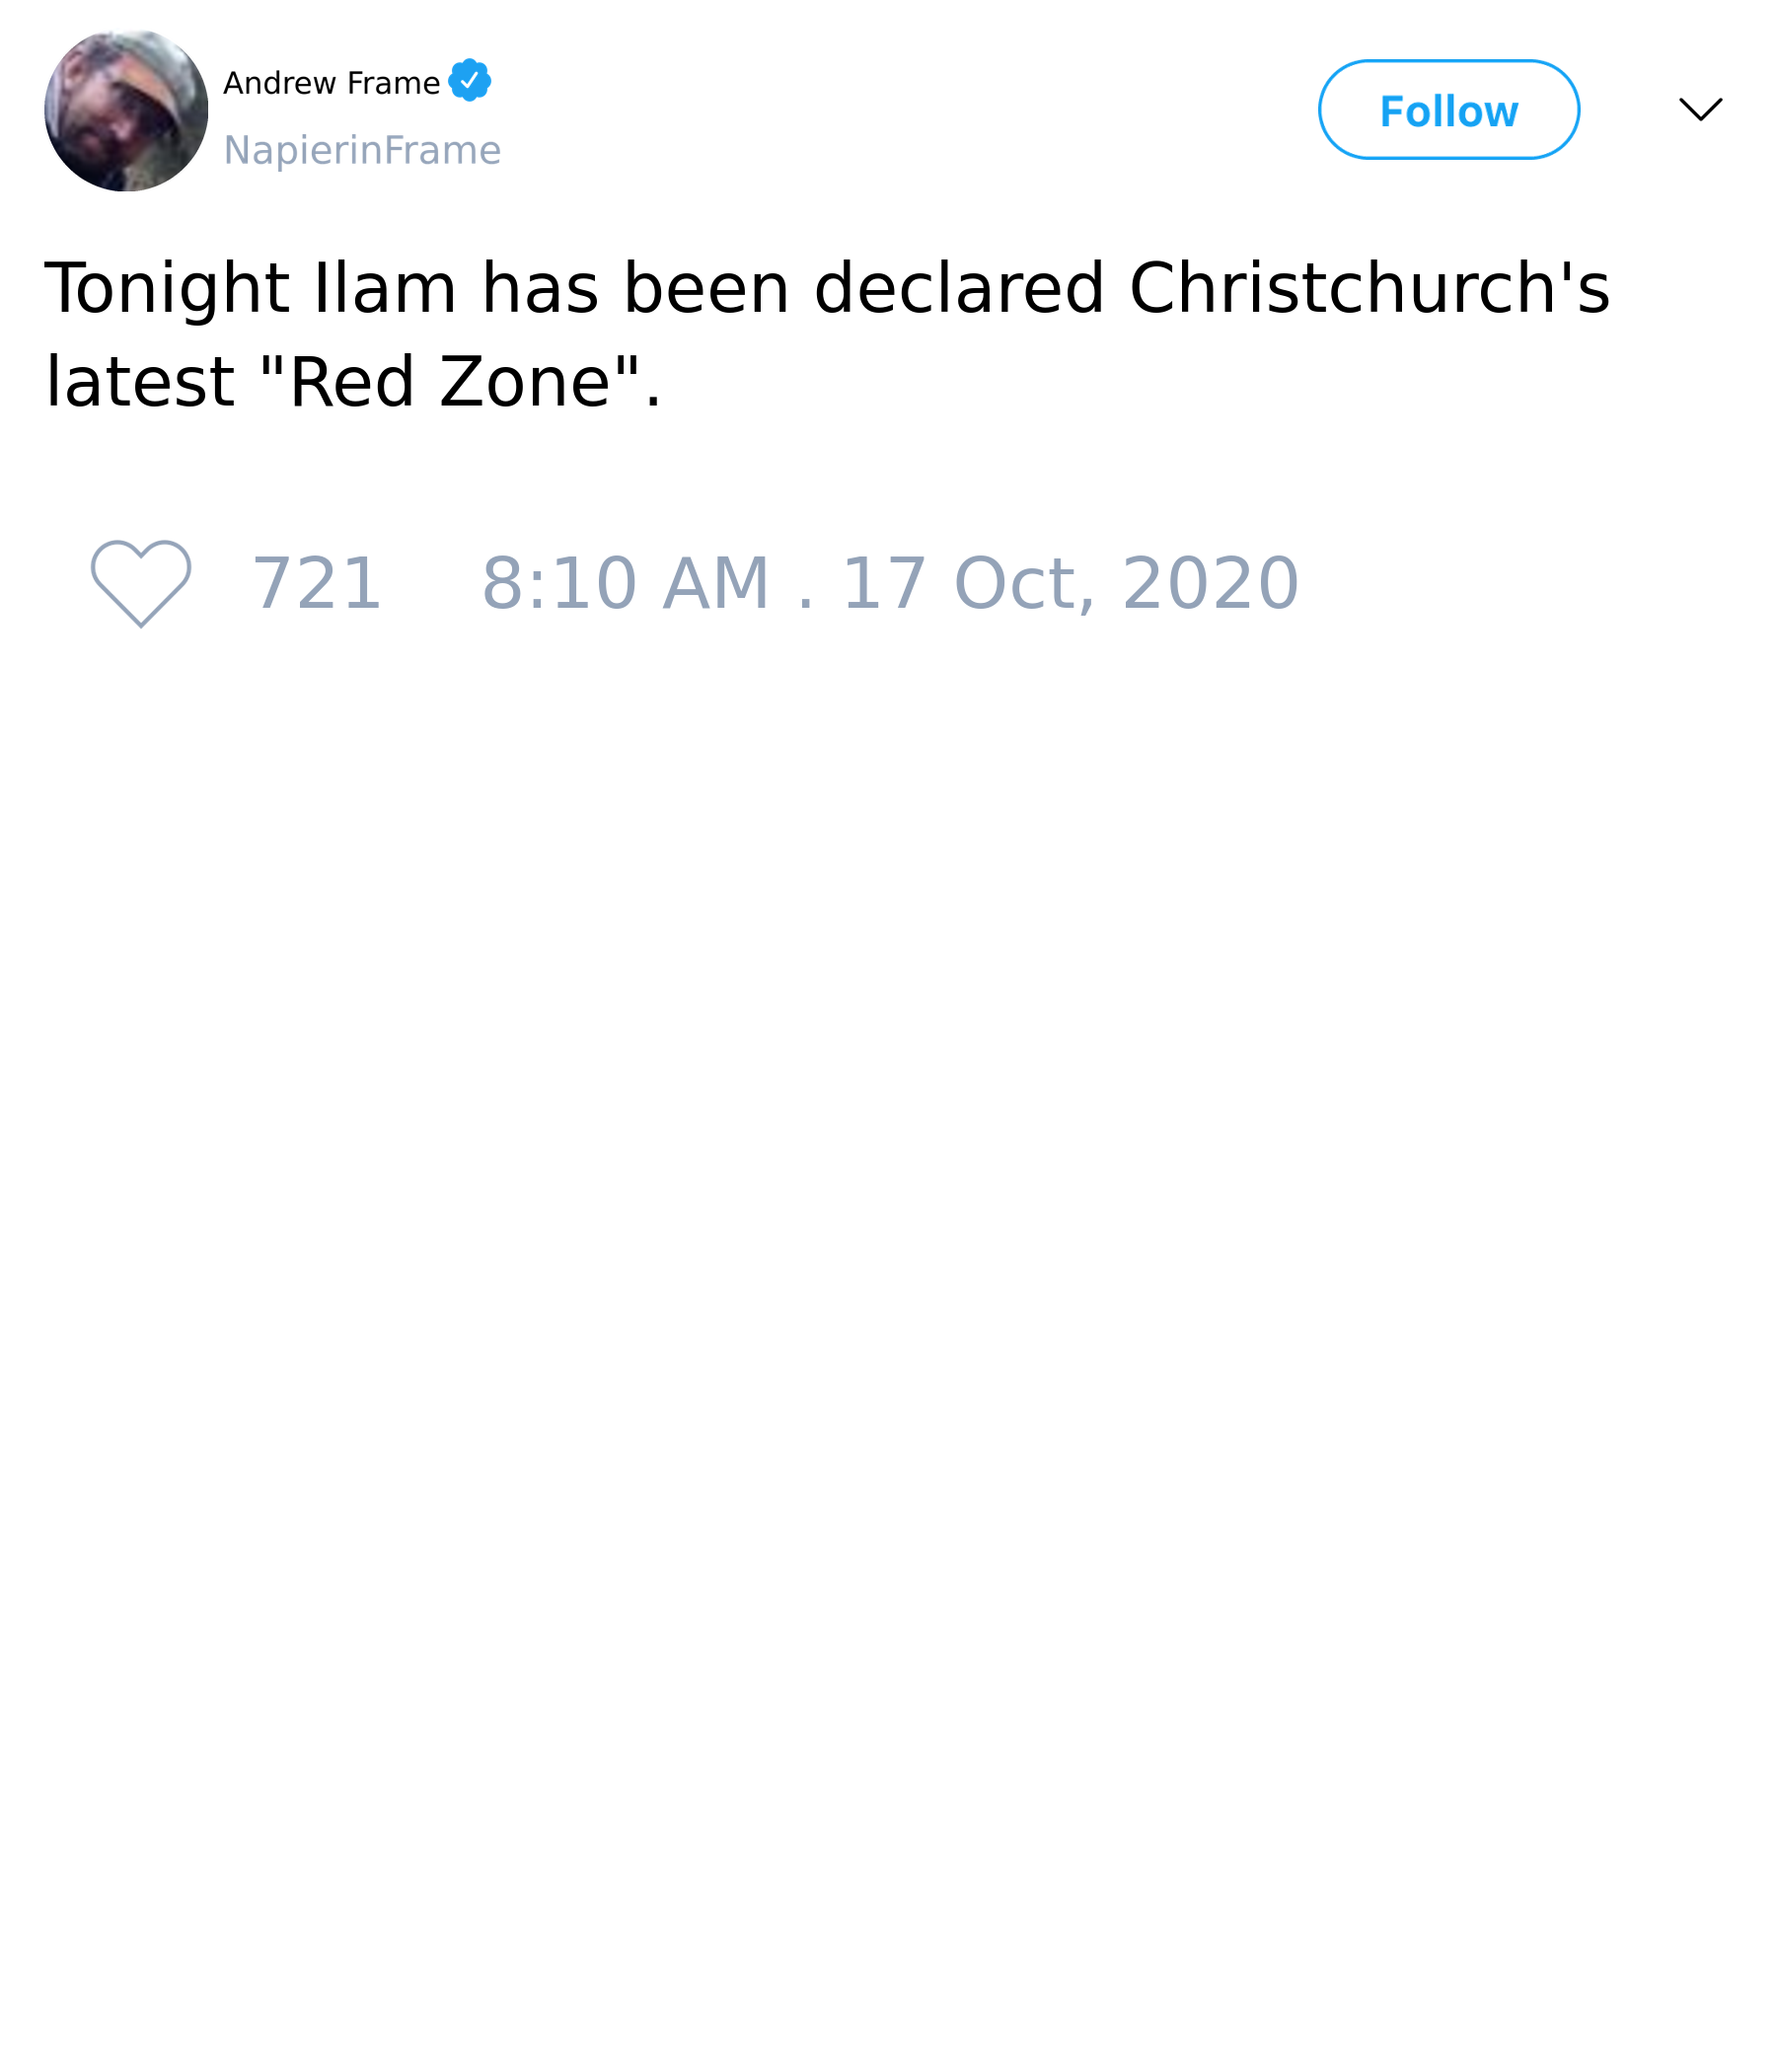 Andrew Frame
NapierinFrame
Follow
Tonight Ilam has been declared Christchurch's
latest "Red Zone".
721 8:10 AM . 17 Oct, 2020